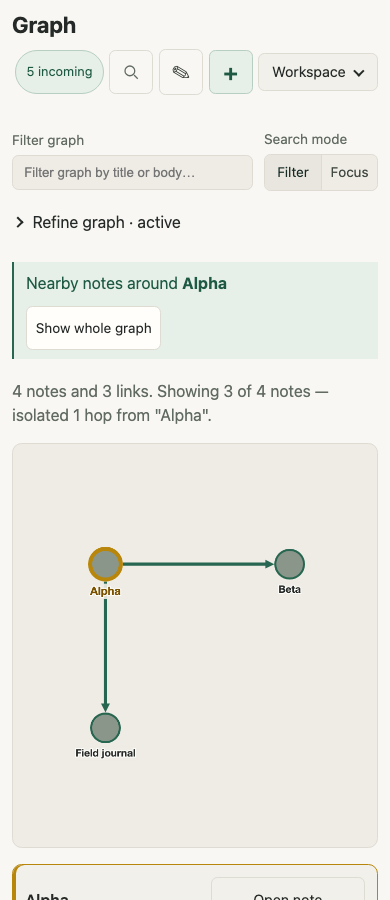 Graph
5 incoming
Workspace
Filter graph
Search mode
Filter graph by title or body...
Filter
Focus
Refine graph · active
Nearby notes around Alpha
Show whole graph
4 notes and 3 links. Showing 3 of 4 notes —
isolated 1 hop from "Alpha".
Alpha
Beta
Field journal
Alpha
Open note